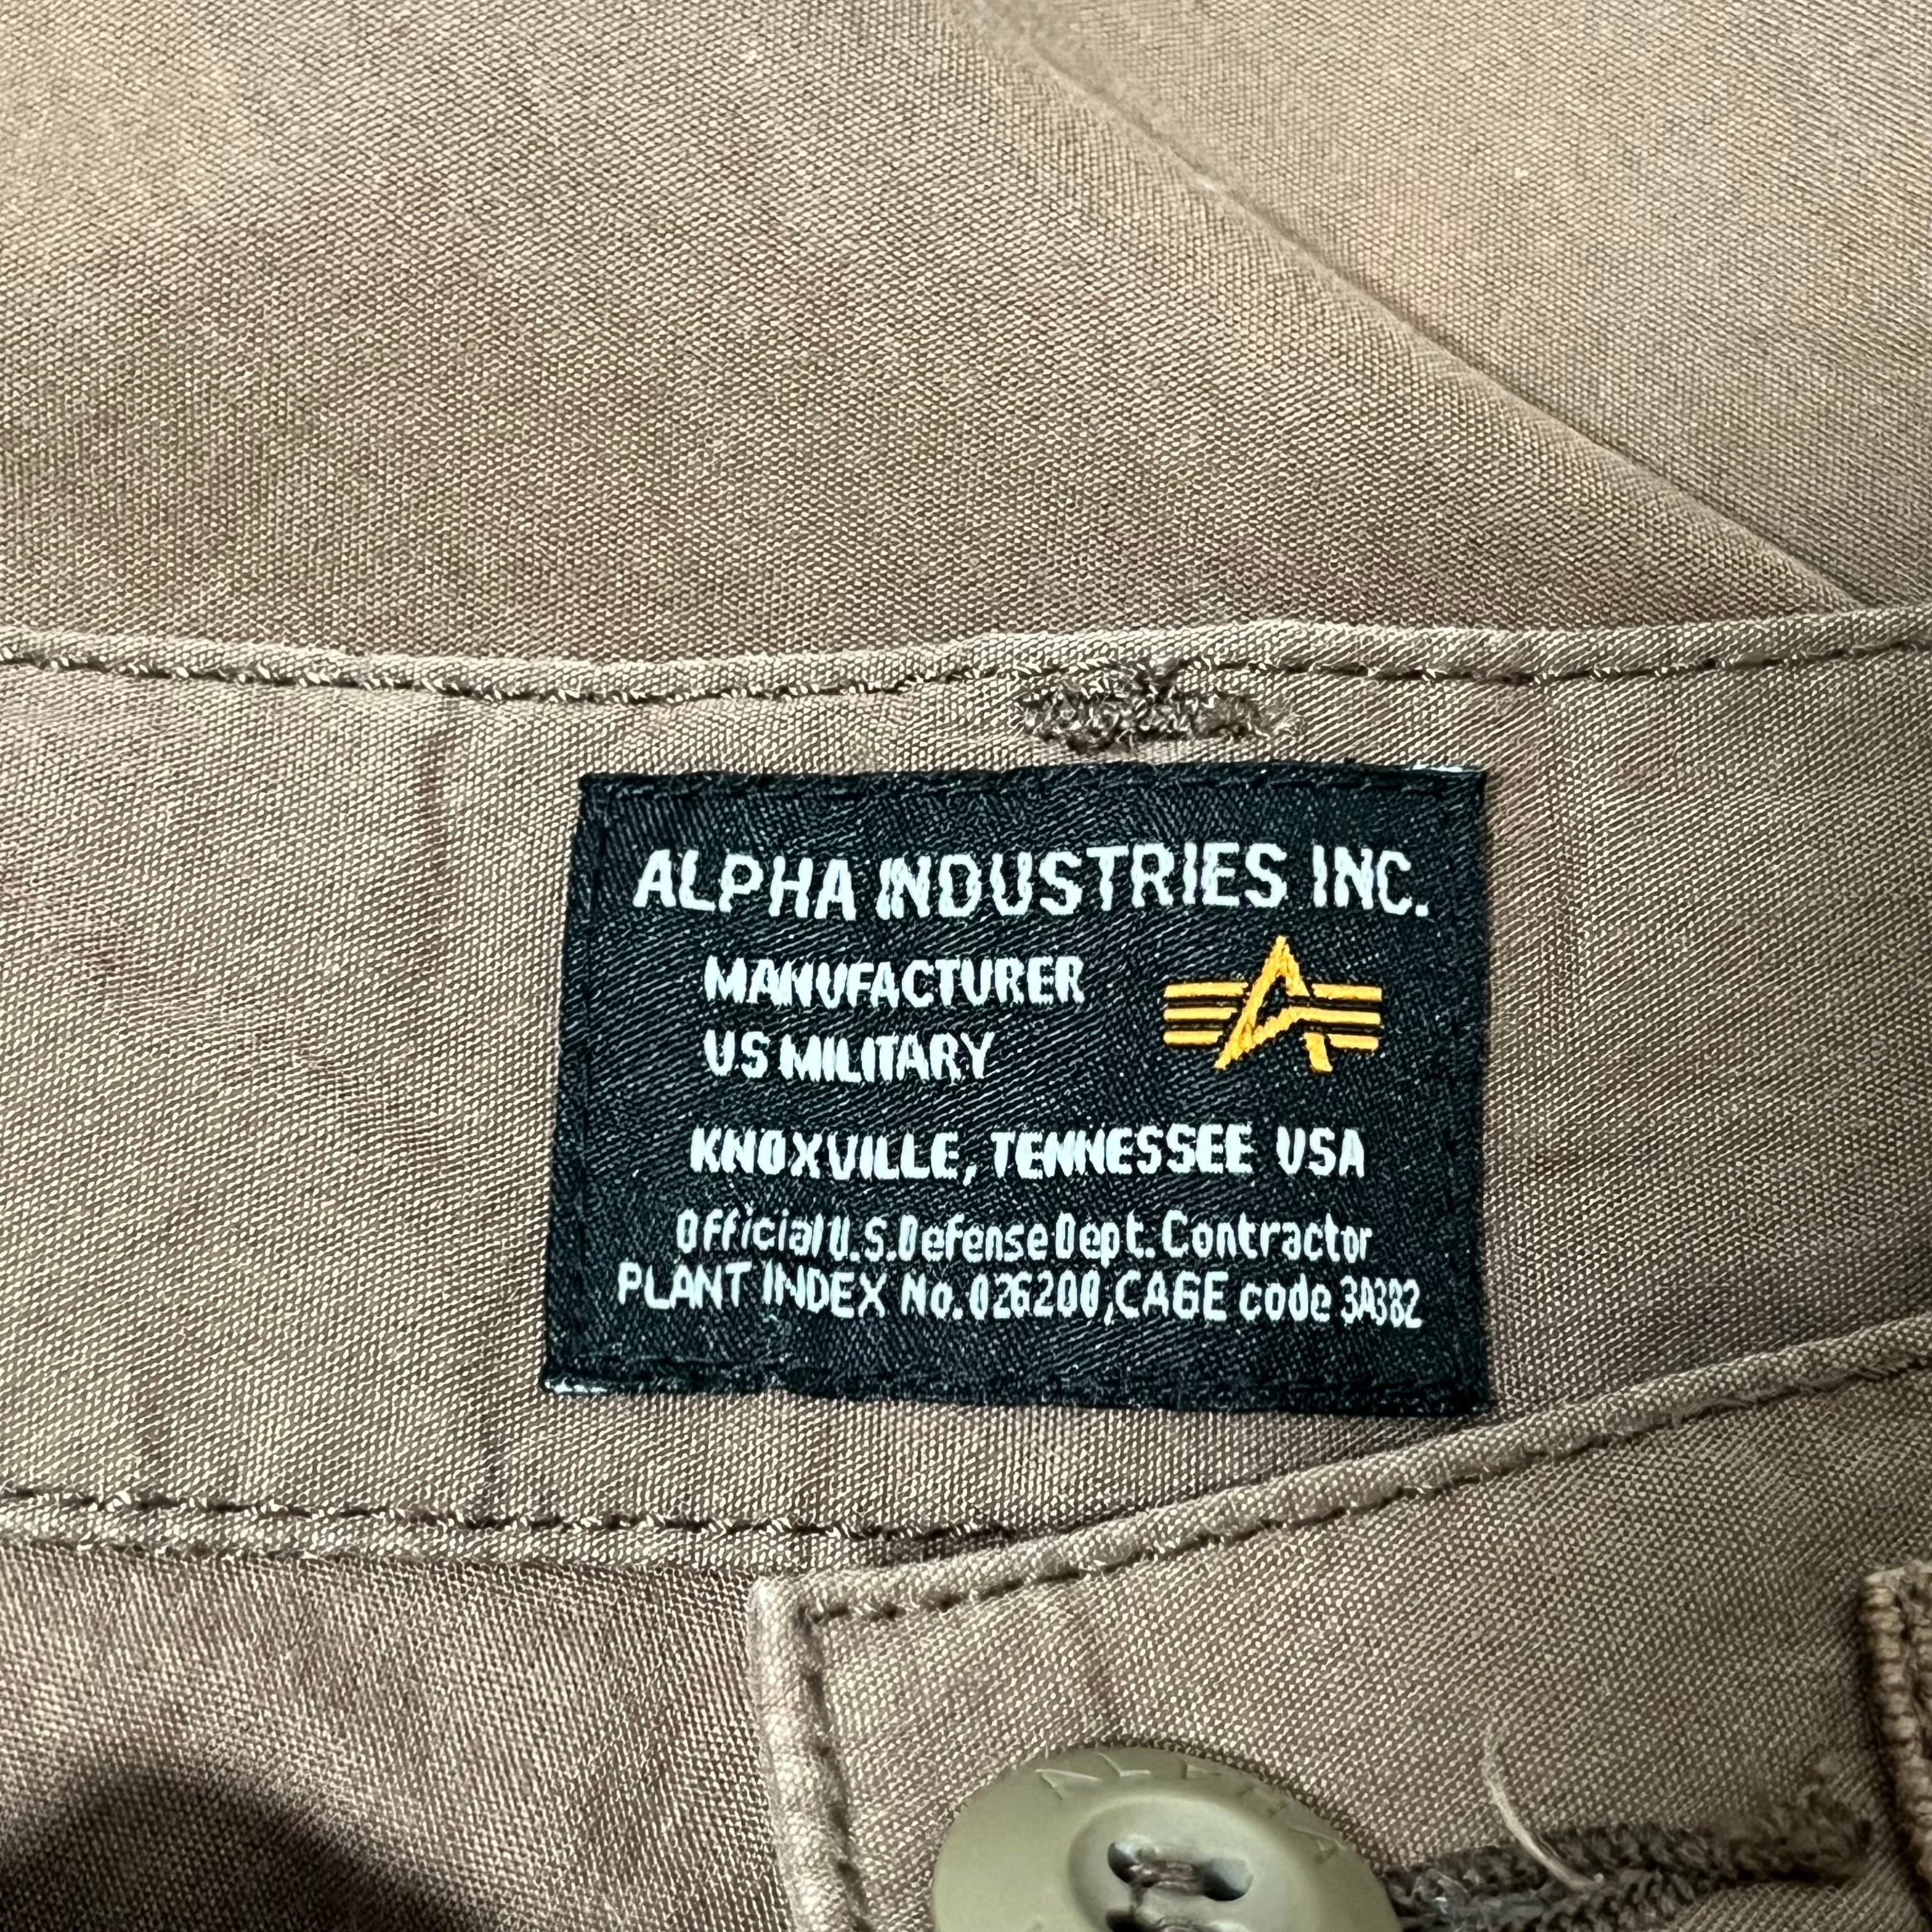 ALPHA INDUSTRIES INC.
MANUFACTURER
US MILITARY
KNOXVILLE, TENNESSEE USA
Official U.S. Defense Dept. Contractor
PLANT INDEX No. 026200, CAGE code 3A382